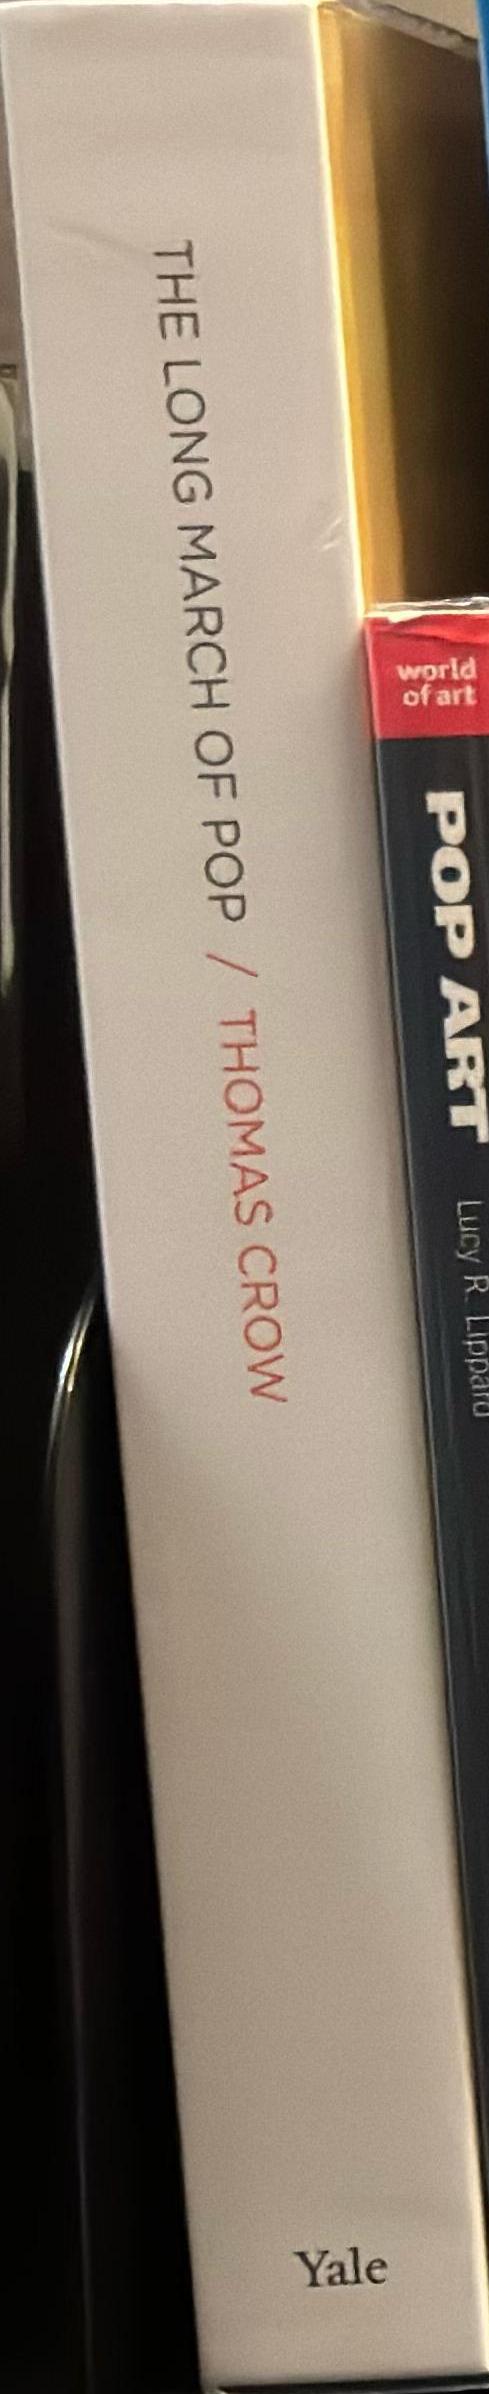 THE LONG MARCH OF POP / THOMAS CROW
Yale
world
of art
POP ART Lucy R. Lippard